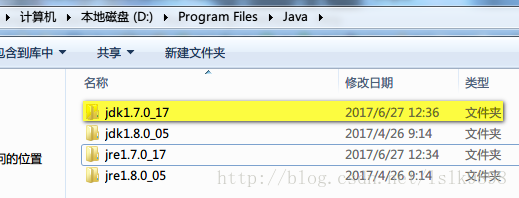 计算机 本地磁盘 (D:) Program Files Java
包含到库中 共享 新建文件夹
名称 修改日期 类型
jdk1.7.0_17 2017/6/27 12:36 文件夹
jdk1.8.0_05 2017/4/26 9:14 文件夹
jre1.7.0_17 2017/6/27 12:34 文件夹
问的位置
jre1.8.0_05 2017/4/26 9:14 文件夹